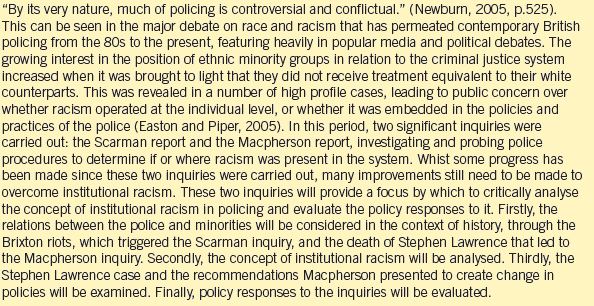 “By its very nature, much of policing is controversial and conflictual.” (Newburn, 2005, p.525).
This can be seen in the major debate on race and racism that has permeated contemporary British
policing from the 80s to the present, featuring heavily in popular media and political debates. The
growing interest in the position of ethnic minority groups in relation to the criminal justice system
increased when it was brought to light that they did not receive treatment equivalent to their white
counterparts. This was revealed in a number of high profile cases, leading to public concern over
whether racism operated at the individual level, or whether it was embedded in the policies and
practices of the police (Easton and Piper, 2005). In this period, two significant inquiries were
carried out: the Scarman report and the Macpherson report, investigating and probing police
procedures to determine if or where racism was present in the system. Whilst some progress has
been made since these two inquiries were carried out, many improvements still need to be made to
overcome institutional racism. These two inquiries will provide a focus by which to critically analyse
the concept of institutional racism in policing and evaluate the policy responses to it. Firstly, the
relations between the police and minorities will be considered in the context of history, through the
Brixton riots, which triggered the Scarman inquiry, and the death of Stephen Lawrence that led to
the Macpherson inquiry. Secondly, the concept of institutional racism will be analysed. Thirdly, the
Stephen Lawrence case and the recommendations Macpherson presented to create change in
policies will be examined. Finally, policy responses to the inquiries will be evaluated.